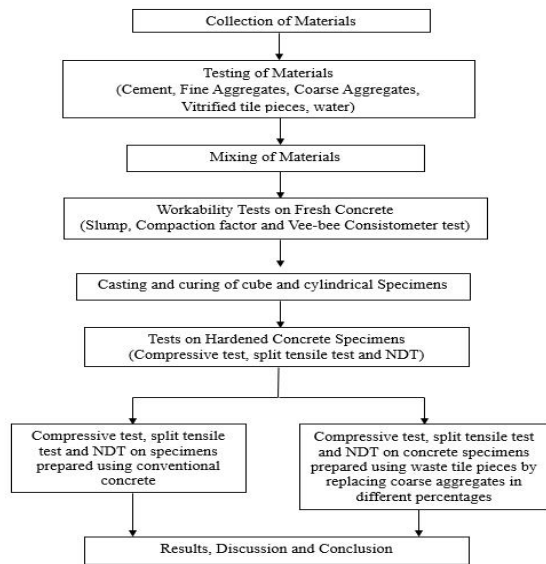 Collection of Materials
Testing of Materials
(Cement, Fine Aggregates, Coarse Aggregates,
Vitrified tile pieces, water)
Mixing of Materials
Workability Tests on Fresh Concrete
(Slump, Compaction factor and Vee-bee Consistometer test)
Casting and curing of cube and cylindrical Specimens
Tests on Hardened Concrete Specimens
(Compressive test, split tensile test and NDT)
Compressive test, split tensile
test and NDT on specimens
prepared using conventional
concrete
Compressive test, split tensile test
and NDT on concrete specimens
prepared using waste tile pieces by
replacing coarse aggregates in
different percentages
Results, Discussion and Conclusion